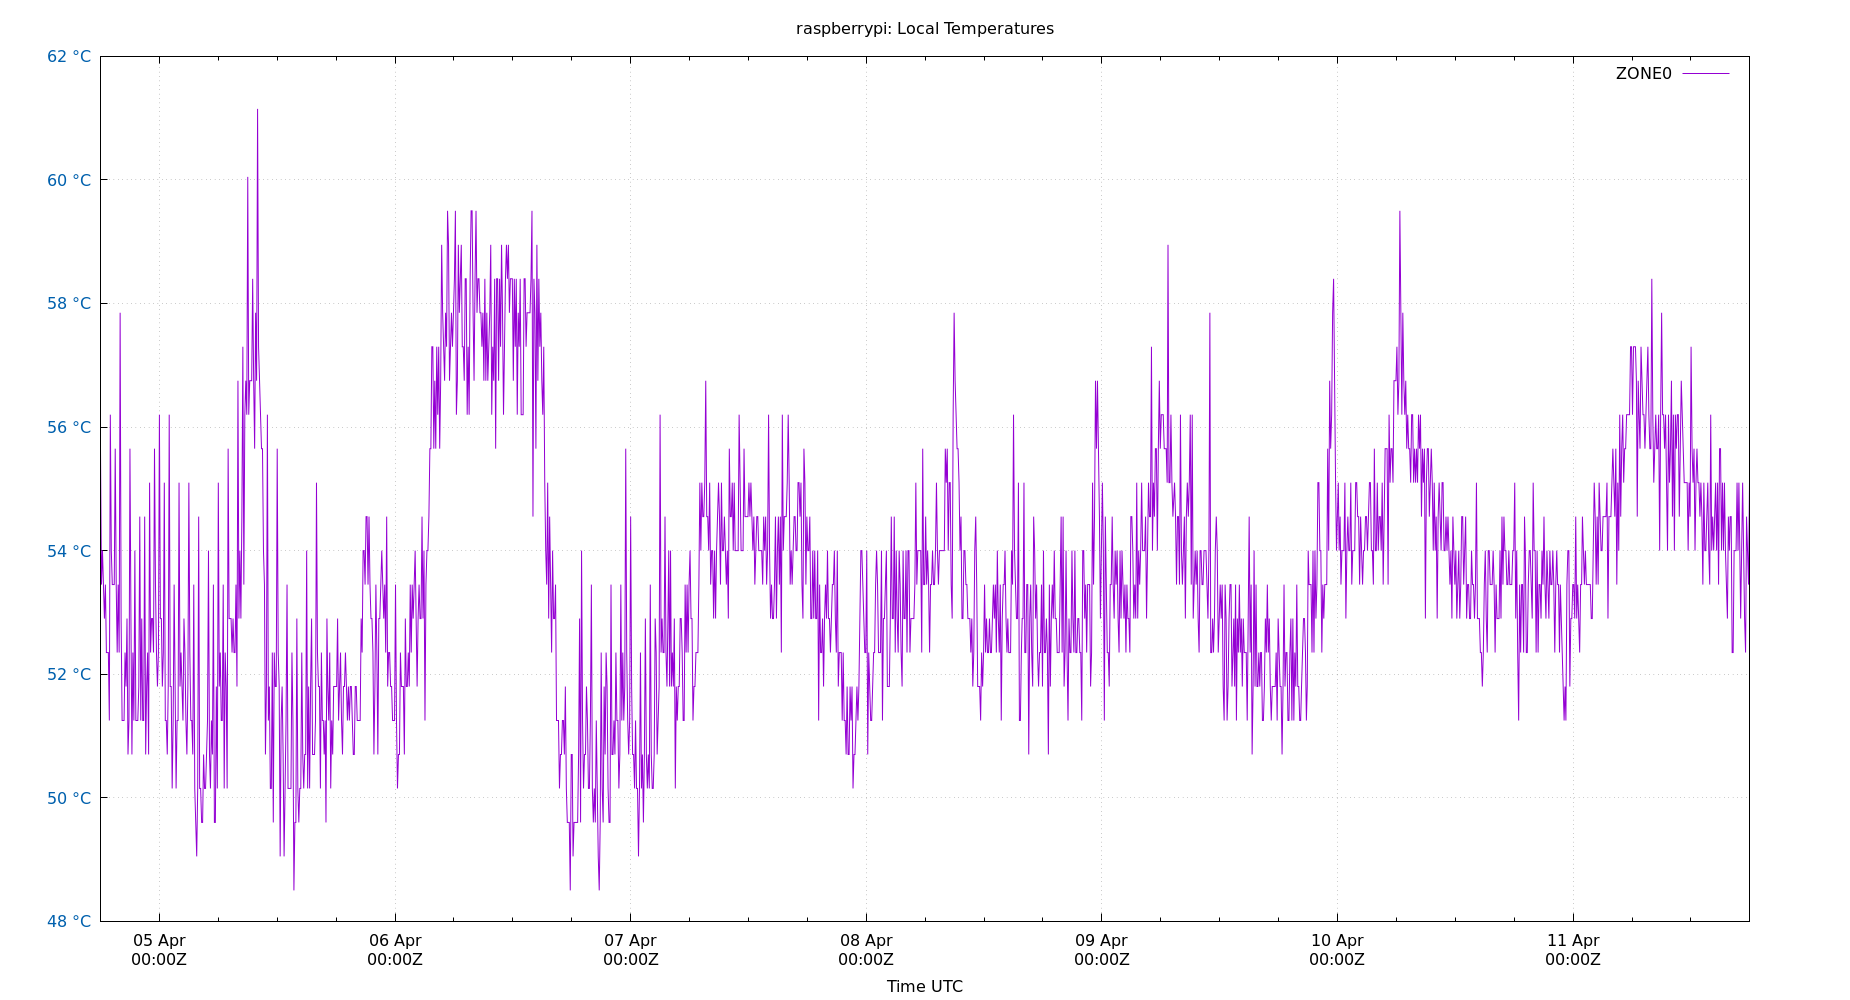 raspberrypi: Local Temperatures
62 °C
ZONE0
60 °C
58 °C
56 °C
54 °C
52 °C
50 °C
48 °C
05 Apr 06 Apr 07 Apr 08 Apr 09 Apr 10 Apr 11 Apr
00:00Z 00:00Z 00:00Z 00:00Z 00:00Z 00:00Z 00:00Z
Time UTC